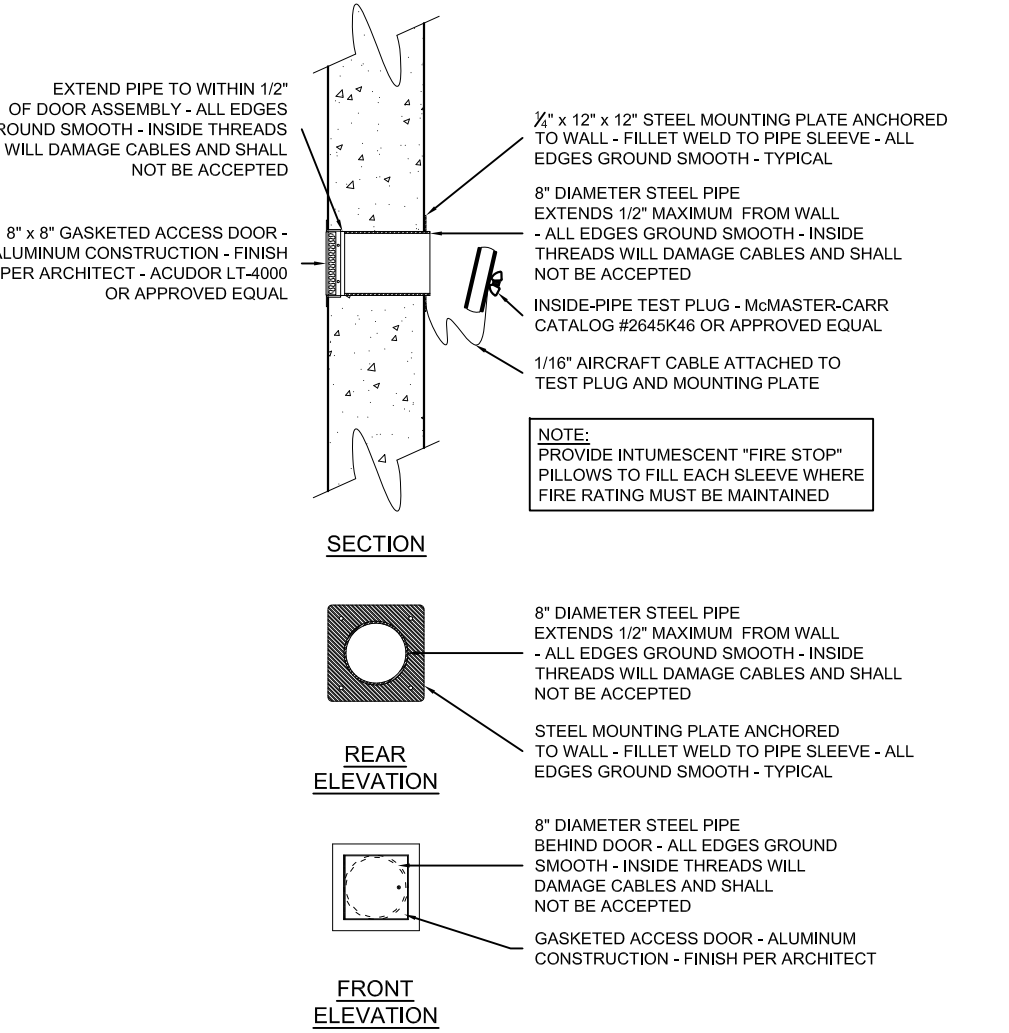 EXTEND PIPE TO WITHIN 1/2"
OF DOOR ASSEMBLY - ALL EDGES
ROUND SMOOTH - INSIDE THREADS
WILL DAMAGE CABLES AND SHALL
NOT BE ACCEPTED
8" x 8" GASKETED ACCESS DOOR -
ALUMINUM CONSTRUCTION - FINISH
PER ARCHITECT - ACUDOR LT-4000
OR APPROVED EQUAL
1/4" x 12" x 12" STEEL MOUNTING PLATE ANCHORED
TO WALL - FILLET WELD TO PIPE SLEEVE - ALL
EDGES GROUND SMOOTH - TYPICAL
8" DIAMETER STEEL PIPE
EXTENDS 1/2" MAXIMUM FROM WALL
- ALL EDGES GROUND SMOOTH - INSIDE
THREADS WILL DAMAGE CABLES AND SHALL
NOT BE ACCEPTED
INSIDE-PIPE TEST PLUG - McMASTER-CARR
CATALOG #2645K46 OR APPROVED EQUAL
1/16" AIRCRAFT CABLE ATTACHED TO
TEST PLUG AND MOUNTING PLATE
NOTE:
PROVIDE INTUMESCENT "FIRE STOP"
PILLOWS TO FILL EACH SLEEVE WHERE
FIRE RATING MUST BE MAINTAINED
SECTION
8" DIAMETER STEEL PIPE
EXTENDS 1/2" MAXIMUM FROM WALL
- ALL EDGES GROUND SMOOTH - INSIDE
THREADS WILL DAMAGE CABLES AND SHALL
NOT BE ACCEPTED
STEEL MOUNTING PLATE ANCHORED
TO WALL - FILLET WELD TO PIPE SLEEVE - ALL
EDGES GROUND SMOOTH - TYPICAL
REAR
ELEVATION
8" DIAMETER STEEL PIPE
BEHIND DOOR - ALL EDGES GROUND
SMOOTH - INSIDE THREADS WILL
DAMAGE CABLES AND SHALL
NOT BE ACCEPTED
GASKETED ACCESS DOOR - ALUMINUM
CONSTRUCTION - FINISH PER ARCHITECT
FRONT
ELEVATION